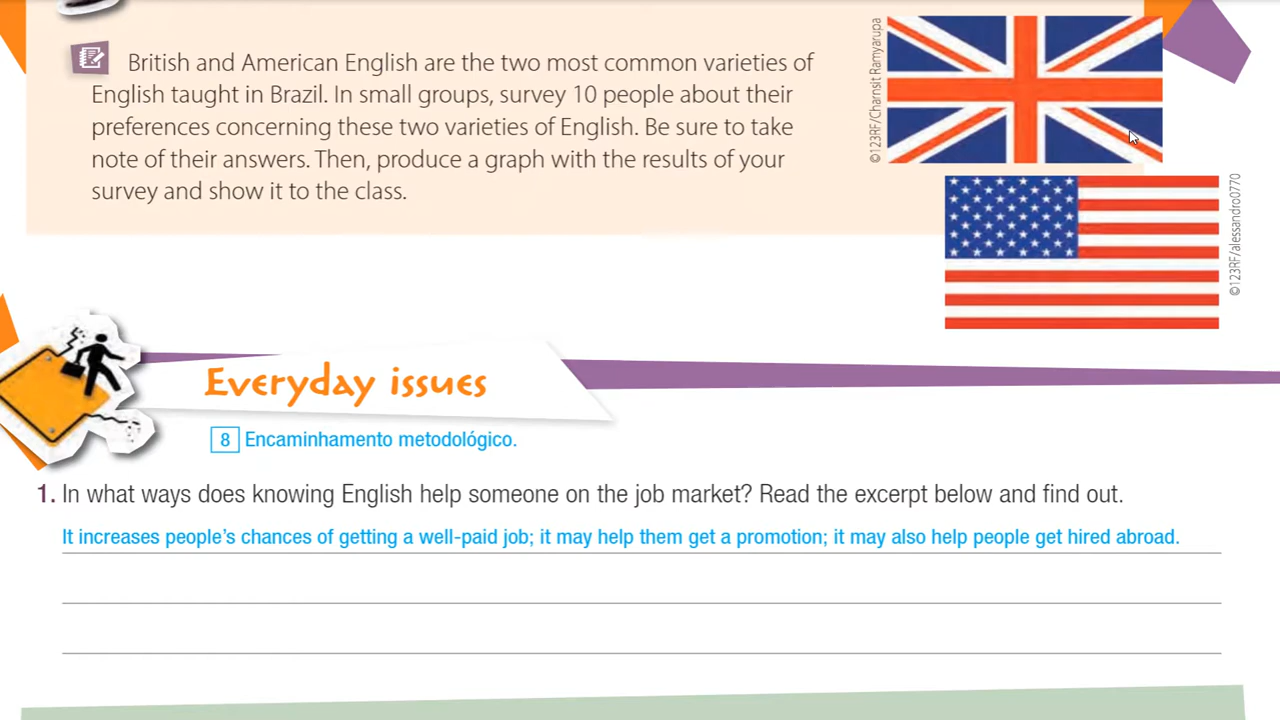 British and American English are the two most common varieties of
English taught in Brazil. In small groups, survey 10 people about their
preferences concerning these two varieties of English. Be sure to take
note of their answers. Then, produce a graph with the results of your
survey and show it to the class.
©123RF/Charnsit Ramyarupa
©123RF/alessandro0770
Everyday issues
8 Encaminhamento metodológico.
1. In what ways does knowing English help someone on the job market? Read the excerpt below and find out.
It increases people's chances of getting a well-paid job; it may help them get a promotion; it may also help people get hired abroad.